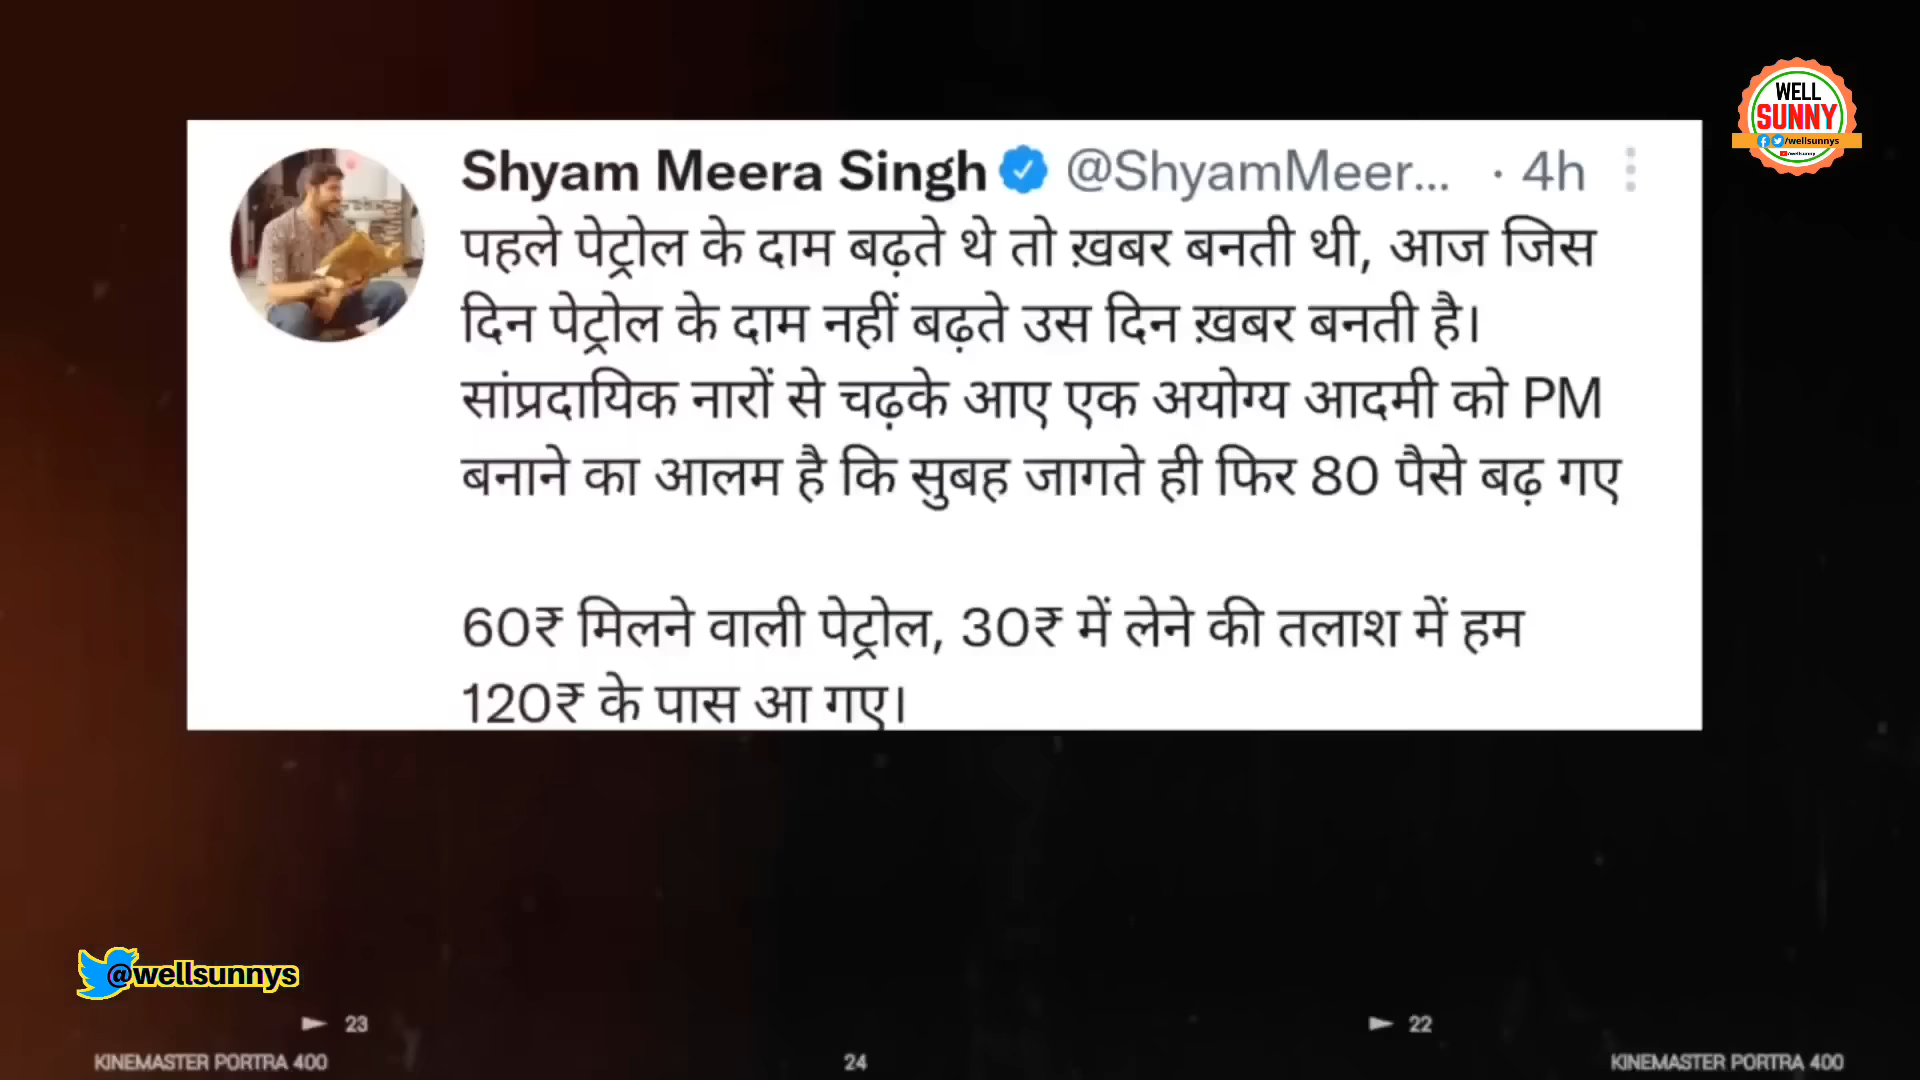 WELL
SUNNY
/wellsunnys
/wellsunny
Shyam Meera Singh @ShyamMeer... · 4h
पहले पेट्रोल के दाम बढ़ते थे तो ख़बर बनती थी, आज जिस
दिन पेट्रोल के दाम नहीं बढ़ते उस दिन ख़बर बनती है।
सांप्रदायिक नारों से चढ़के आए एक अयोग्य आदमी को PM
बनाने का आलम है कि सुबह जागते ही फिर 80 पैसे बढ़ गए
60₹ मिलने वाली पेट्रोल, 30₹ में लेने की तलाश में हम
120₹ के पास आ गए।
@wellsunnys
23
22
KINEMASTER PORTRA 400
24
KINEMASTER PORTRA 400